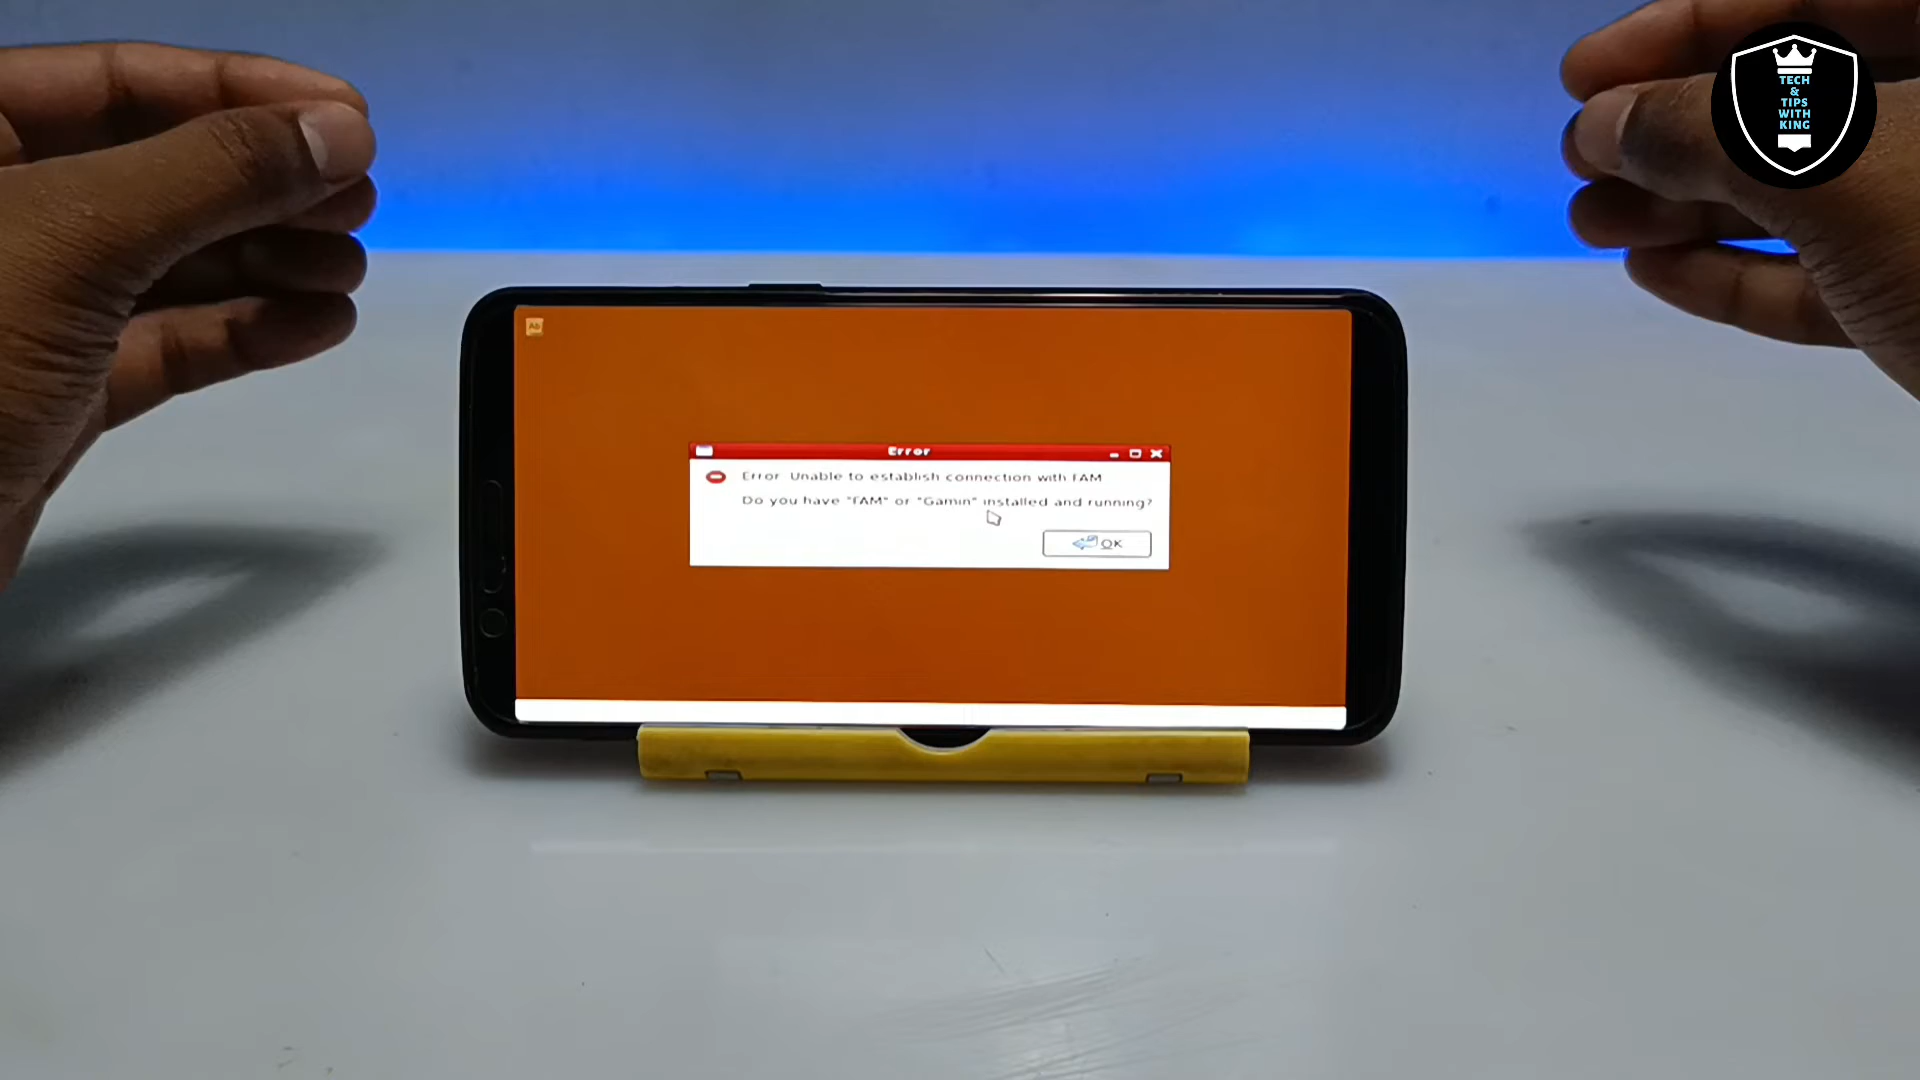 TECH
&
TIPS
WITH
KING
Ab
Error
Error: Unable to establish connection with FAM
Do you have "FAM" or "Gamin" installed and running?
OK